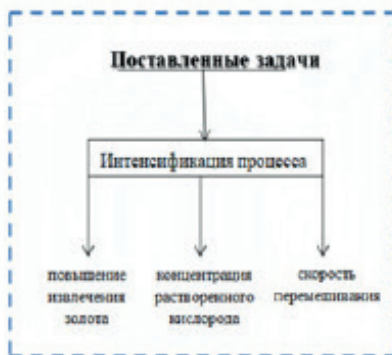 Поставленные задачи
Интенсификация процесса
повышение
извлечения
золота
концентрация
растворенного
кислорода
скорость
перемешивания